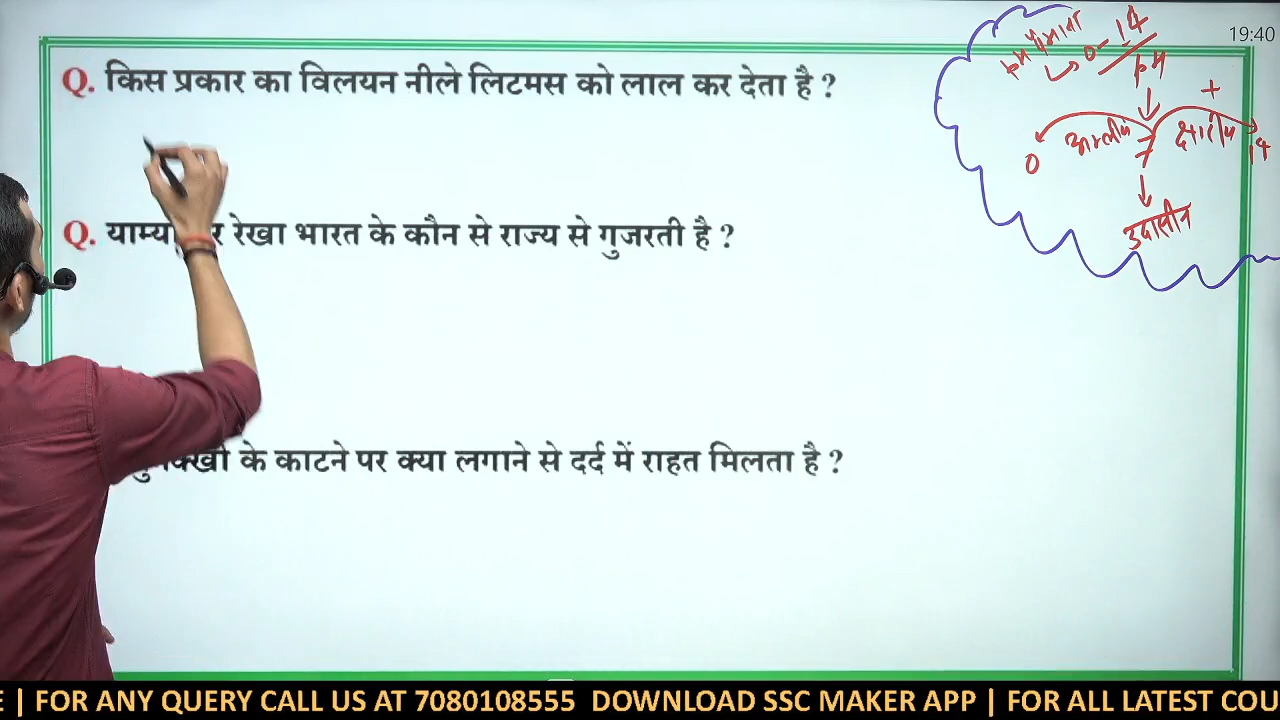 19:40
Q. किस प्रकार का विलयन नीले लिटमस को लाल कर देता है ?
pH पैमाना
0-14
pH
+
0 अम्लीय 7 क्षारीय 14
उदासीन
Q. रेखा भारत के कौन से राज्य से गुजरती है ?
के काटने पर क्या लगाने से दर्द में राहत मिलता है ?
E | FOR ANY QUERY CALL US AT 7080108555 DOWNLOAD SSC MAKER APP | FOR ALL LATEST COU